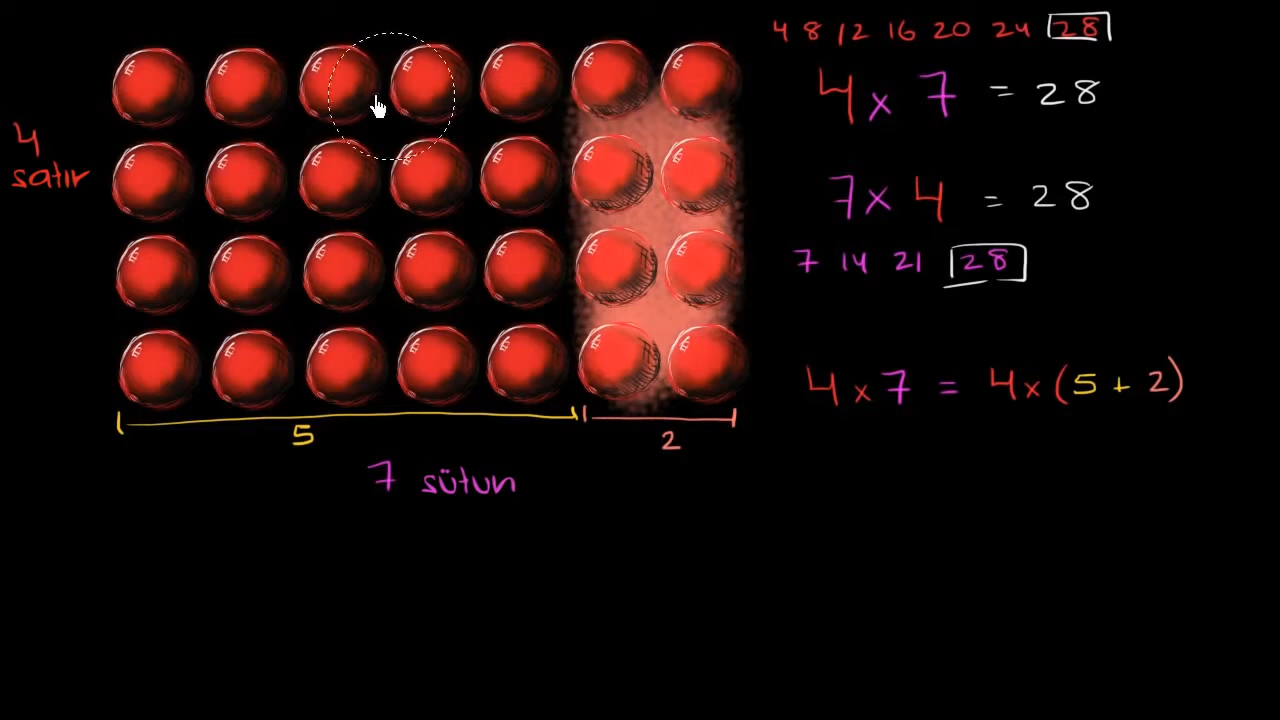 4 8 12 16 20 24 28
4 x 7 = 28
4
satır
7 x 4 = 28
7 14 21 28
4 x 7 = 4 x (5 + 2)
5 2
7 sütun